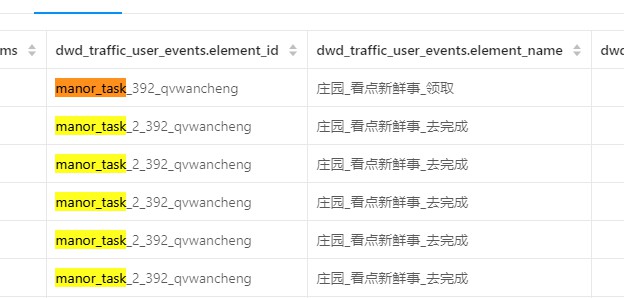 ms dwd_traffic_user_events.element_id dwd_traffic_user_events.element_name dwd
manor_task_392_qvwancheng 庄园_看点新鲜事_领取
manor_task_2_392_qvwancheng 庄园_看点新鲜事_去完成
manor_task_2_392_qvwancheng 庄园_看点新鲜事_去完成
manor_task_2_392_qvwancheng 庄园_看点新鲜事_去完成
manor_task_2_392_qvwancheng 庄园_看点新鲜事_去完成
manor_task_2_392_qvwancheng 庄园_看点新鲜事_去完成